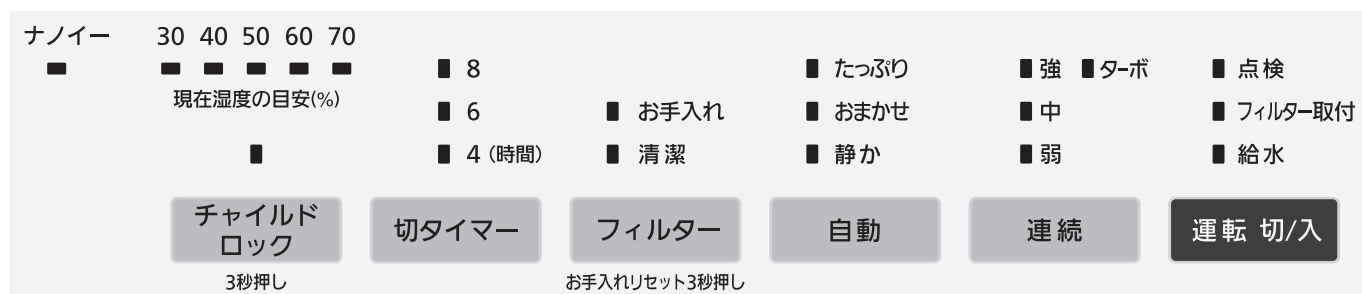 ナノイー
30 40 50 60 70
現在湿度の目安(%)
8
6
4(時間)
お手入れ
清潔
たっぷり
おまかせ
静か
強 ターボ
中
弱
点検
フィルター取付
給水
チャイルド
ロック
3秒押し
切タイマー
フィルター
お手入れリセット3秒押し
自動
連続
運転 切/入